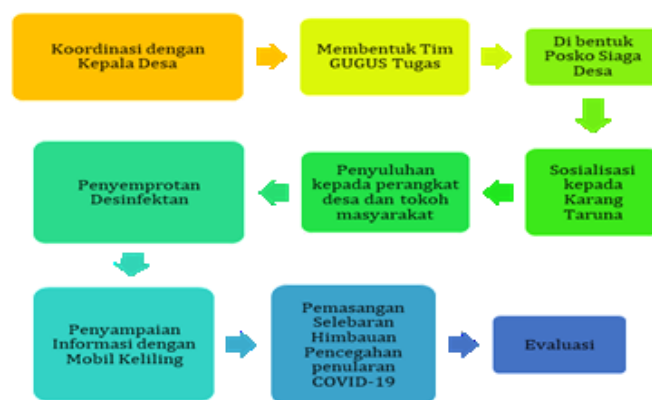 Koordinasi dengan
Kepala Desa
Membentuk Tim
GUGUS Tugas
Di bentuk
Posko Siaga
Desa
Sosialisasi
kepada
Karang
Taruna
Penyuluhan
kepada perangkat
desa dan tokoh
masyarakat
Penyemprotan
Desinfektan
Penyampaian
Informasi dengan
Mobil Keliling
Pemasangan
Selebaran
Himbauan
Pencegahan
penularan
COVID-19
Evaluasi